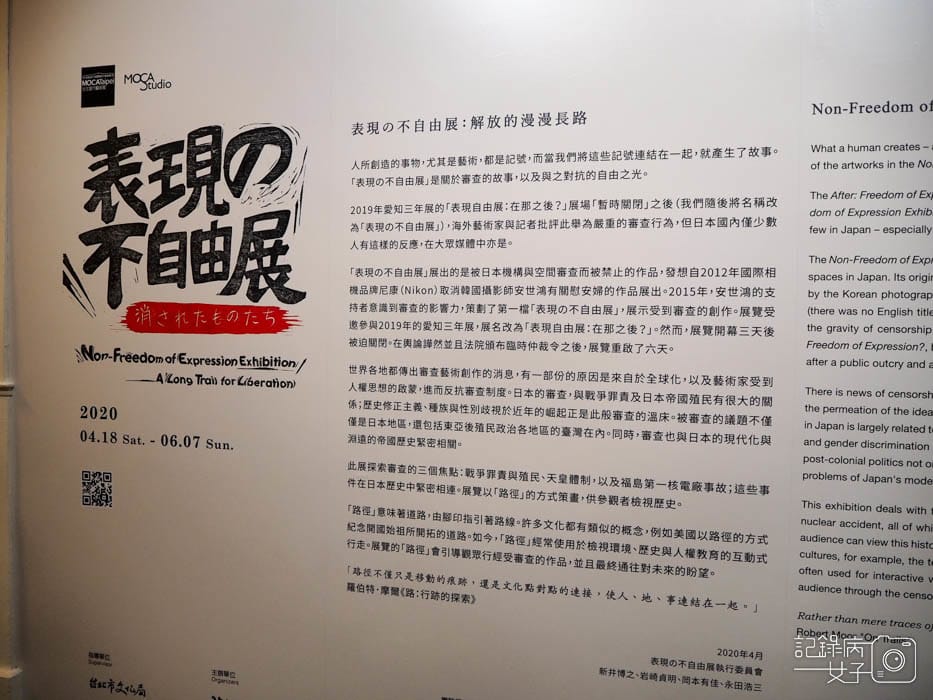 MOCATaipei
MOCA
Studio
表現の
不自由展
消されたものたち
Non-Freedom of Expression Exhibition
A Long Trail for Liberation
2020
04.18 Sat. - 06.07 Sun.
表現の不自由展：解放的漫漫長路
人所創造的事物，尤其是藝術，都是記號，而當我們將這些記號連結在一起，就產生了故事。
「表現の不自由展」是關於審查的故事，以及與之對抗的自由之光。
2019年愛知三年展的「表現自由展：在那之後？」展場「暫時關閉」之後（我們隨後將名稱改
為「表現の不自由展」），海外藝術家與記者批評此舉為嚴重的審查行為，但日本國內僅少數
人有這樣的反應，在大眾媒體中亦是。
「表現の不自由展」展出的是被日本機構與空間審查而被禁止的作品，發想自2012年國際相
機品牌尼康（Nikon）取消韓國攝影師安世鴻有關慰安婦的作品展出。2015年，安世鴻的支
持者意識到審查的影響力，策劃了第一檔「表現の不自由展」，展示受到審查的創作。展覽受
邀參與2019年的愛知三年展，展名改為「表現自由展：在那之後？」。然而，展覽開幕三天後
被迫關閉。在輿論譁然並且法院頒布臨時仲裁令之後，展覽重啟了六天。
世界各地都傳出審查藝術創作的消息，有一部份的原因是來自於全球化，以及藝術家受到
人權思想的啟蒙，進而反抗審查制度。日本的審查，與戰爭罪責及日本帝國殖民有很大的關
係；歷史修正主義、種族與性別歧視於近年的崛起正是此般審查的溫床。被審查的議題不僅
僅是日本地區，還包括東亞後殖民政治各地區的臺灣在內。同時，審查也與日本的現代化與
淵遠的帝國歷史緊密相關。
此展探索審查的三個焦點：戰爭罪責與殖民、天皇體制，以及福島第一核電廠事故；這些事
件在日本歷史中緊密相連。展覽以「路徑」的方式策畫，供參觀者檢視歷史。
「路徑」意味著道路，由腳印指引著路線。許多文化都有類似的概念，例如美國以路徑的方式
紀念開國始祖所開拓的道路。如今，「路徑」經常使用於檢視環境、歷史與人權教育的互動式
行走。展覽的「路徑」會引導觀眾行經受審查的作品，並且最終通往對未來的盼望。
「路徑不僅只是移動的痕跡，還是文化點對點的連接，使人、地、事連結在一起。」
羅伯特・摩爾《路：行跡的探索》
2020年4月
表現の不自由展執行委員會
新井博之、岩崎貞明、岡本有佳、永田浩三
指導單位
Supervisor
台北市文化局
主辦單位
Organizers
Non-Freedom of
What a human creates –
of the artworks in the No
The After: Freedom of Ex
dom of Expression Exhib
few in Japan – especially
The Non-Freedom of Expr
spaces in Japan. Its origin
by the Korean photograp
(there was no English title
the gravity of censorship
Freedom of Expression?,
after a public outcry and a
There is news of censorsh
the permeation of the idea
in Japan is largely related t
and gender discrimination
post-colonial politics not o
problems of Japan's mode
This exhibition deals with t
nuclear accident, all of whi
audience can view this histo
cultures, for example, the te
often used for interactive w
audience through the censo
Rather than mere traces of
Robert Moor "On Trails"
記錄病
女子